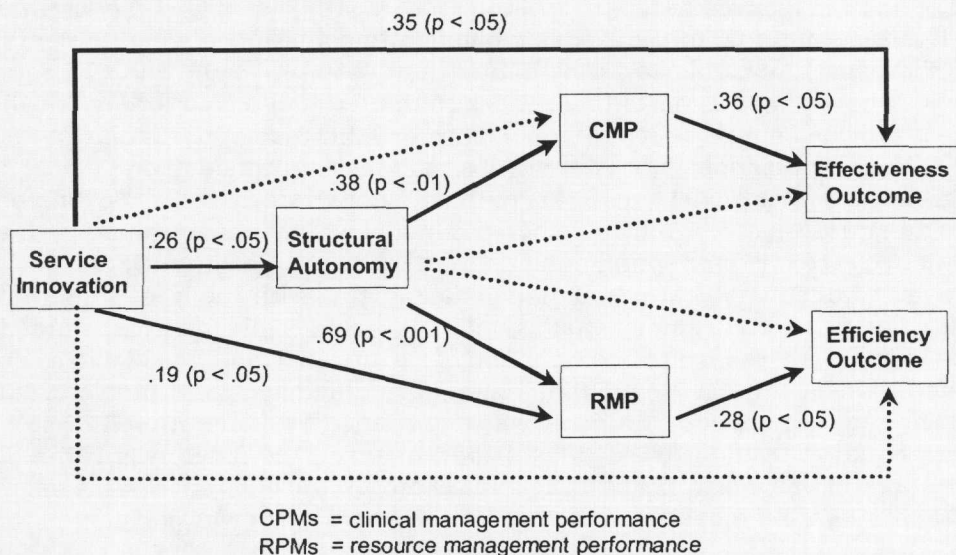 .35 (p < .05)
CMP
.36 (p < .05)
.38 (p < .01)
Effectiveness
Outcome
.26 (p < .05)
Structural
Autonomy
Service
Innovation
.69 (p <.001)
.19 (p < .05)
Efficiency
Outcome
RMP
.28 (p < .05)
CPMs = clinical management performance
RPMs = resource management performance